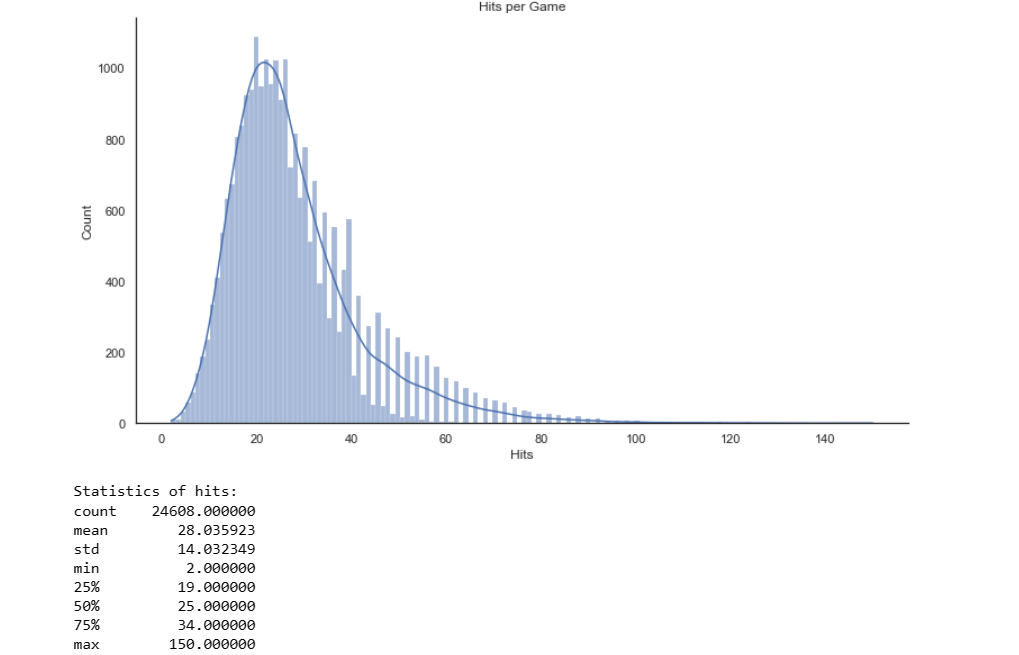 Hits per Game
1000
800
600
400
200
0
Count
0 20 40 60 80 100 120 140
Hits
Statistics of hits:
count 24608.000000
mean 28.035923
std 14.032349
min 2.000000
25% 19.000000
50% 25.000000
75% 34.000000
max 150.000000